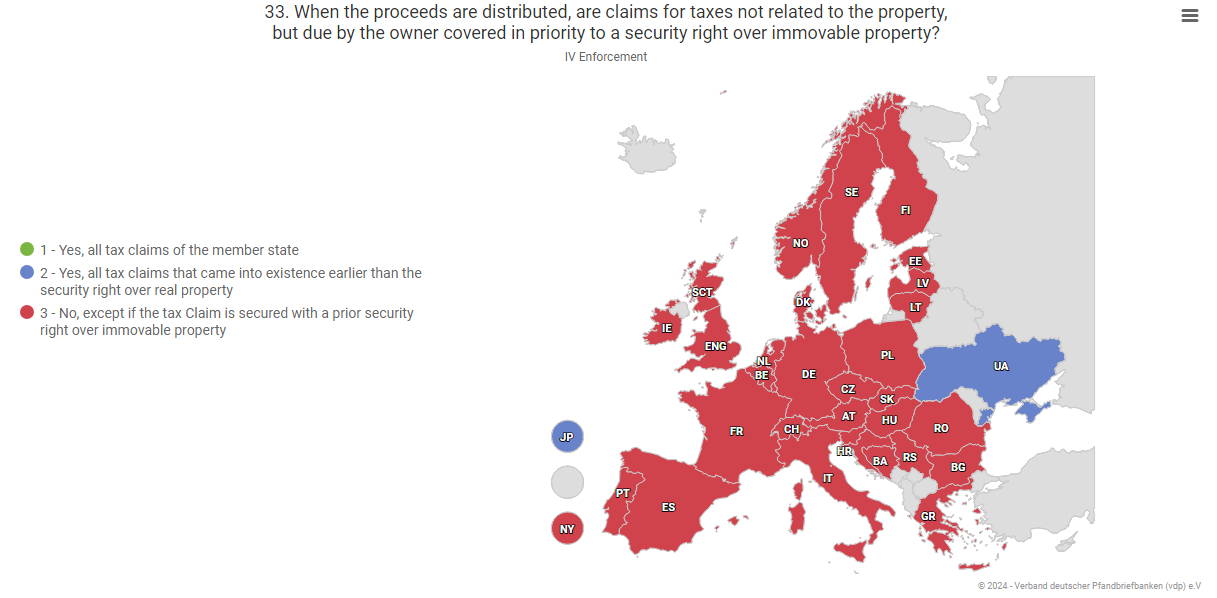 33. When the proceeds are distributed, are claims for taxes not related to the property,
but due by the owner covered in priority to a security right over immovable property?
IV Enforcement
1 - Yes, all tax claims of the member state
2 - Yes, all tax claims that came into existence earlier than the
security right over real property
3 - No, except if the tax Claim is secured with a prior security
right over immovable property
SE
FI
NO
EE
LV
SCT
DK
LT
IE
ENG
PL
NL
UA
BE
DE
CZ
SK
AT
HU
JP
FR
CH
RO
HR
BA
RS
BG
IT
PT
ES
GR
NY
© 2024 - Verband deutscher Pfandbriefbanken (vdp) e.V